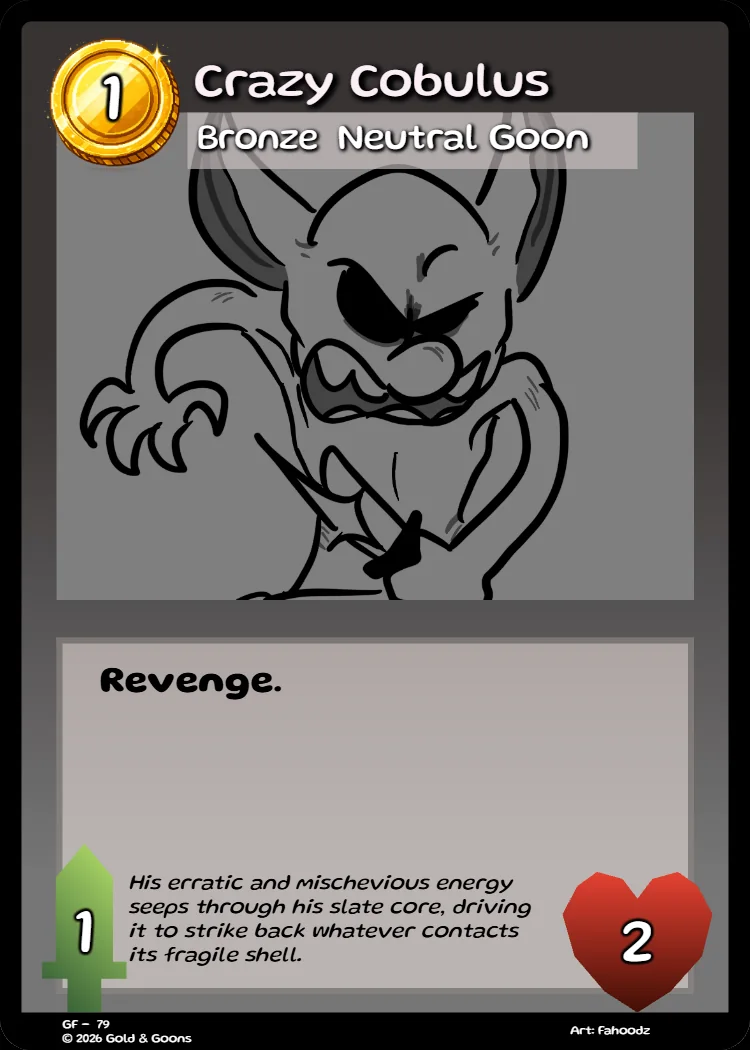 1
Crazy Cobulus
Bronze Neutral Goon
Revenge.
His erratic and mischevious energy
seeps through his slate core, driving
it to strike back whatever contacts
its fragile shell.
1
2
GF - 79
© 2026 Gold & Goons
Art: fahoodz